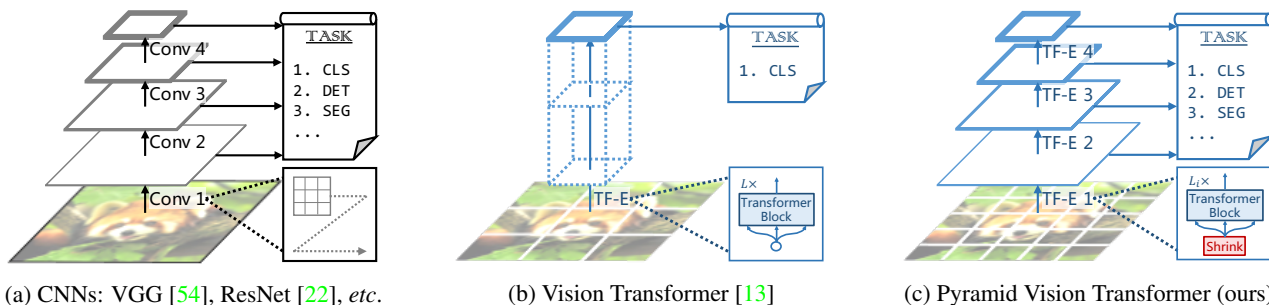 TASK
1. CLS
2. DET
3. SEG
...
Conv 4
Conv 3
Conv 2
Conv 1
(a) CNNs: VGG [54], ResNet [22], etc.
TASK
1. CLS
TF-E
L×
Transformer
Block
(b) Vision Transformer [13]
TASK
1. CLS
2. DET
3. SEG
...
TF-E 4
TF-E 3
TF-E 2
TF-E 1
Lᵢ×
Transformer
Block
Shrink
(c) Pyramid Vision Transformer (ours)